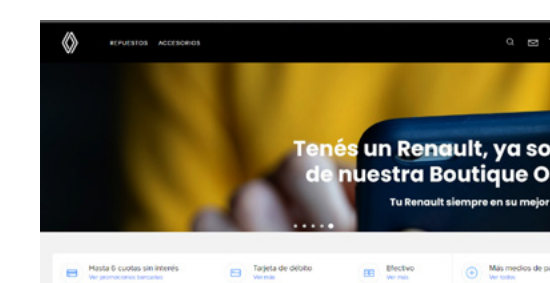 REPUESTOS ACCESORIOS
Tenés un Renault, ya so
de nuestra Boutique O
Tu Renault siempre en su mejor
Hasta 6 cuotas sin interés
Ver promociones bancarias
Tarjeta de débito
Ver más
Efectivo
Ver más
Más medios de pa
Ver todos